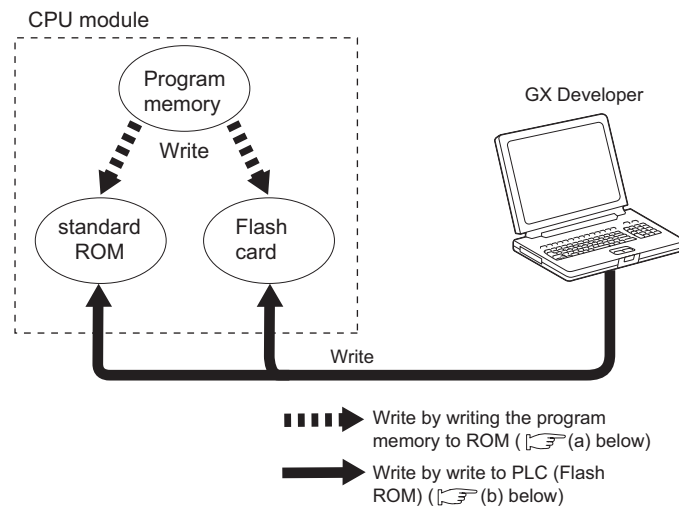 CPU module
Program
memory
GX Developer
Write
standard
ROM
Flash
card
Write
Write by writing the program
memory to ROM ( (a) below)
Write by write to PLC (Flash
ROM) ( (b) below)